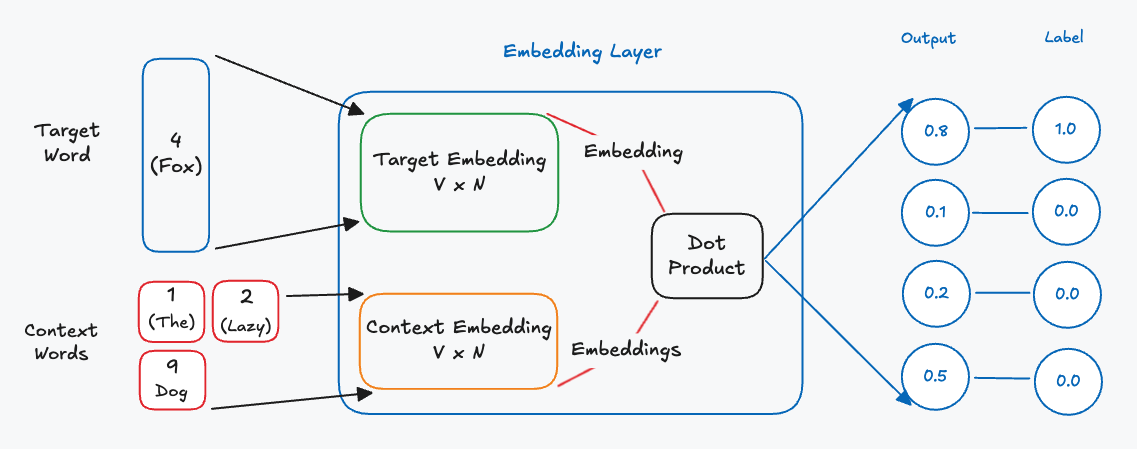 Embedding Layer
Output
Label
Target
Word
4
(Fox)
Target Embedding
V x N
Embedding
Dot
Product
Context
Words
1
(The)
2
(Lazy)
9
Dog
Context Embedding
V x N
Embeddings
0.8
1.0
0.1
0.0
0.2
0.0
0.5
0.0